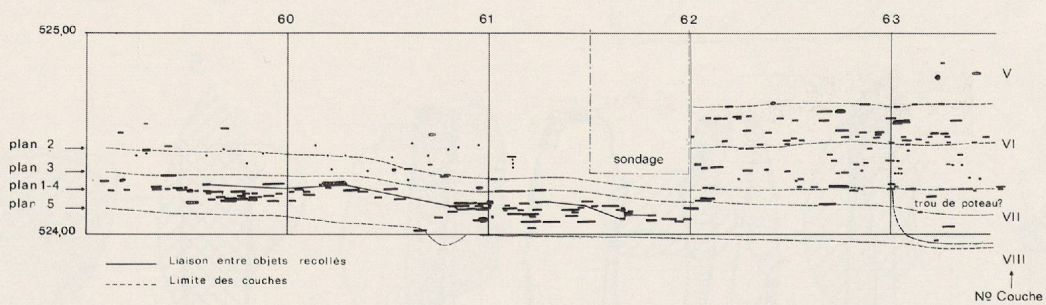 60 61 62 63
525,00
V
plan 2
VI
sondage
plan 3
plan 1-4
plan 5
trou de poteau?
VII
524,00
VIII
Liaison entre objets recollés
Limite des couches
Nº Couche